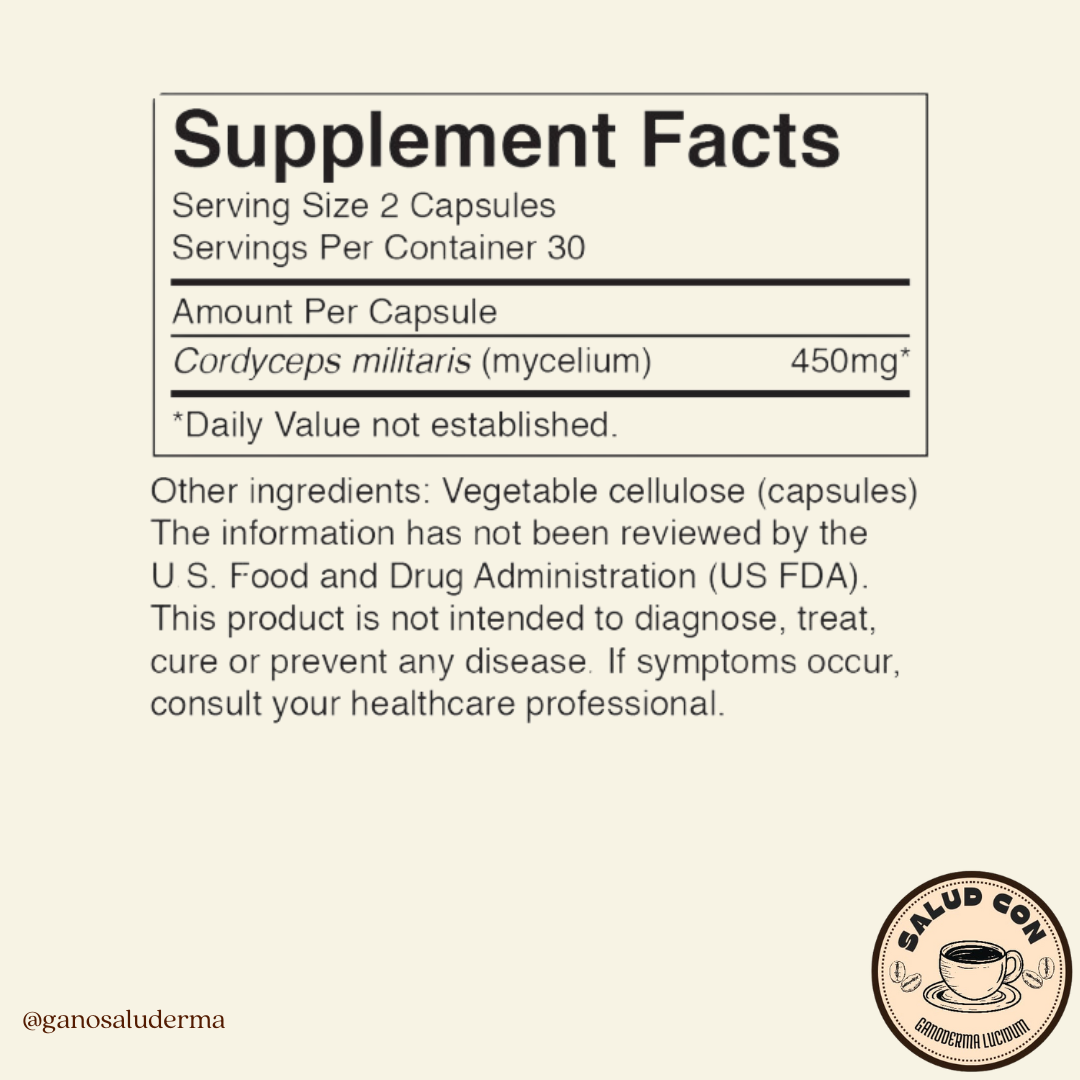 Supplement Facts
Serving Size 2 Capsules
Servings Per Container 30
Amount Per Capsule
Cordyceps militaris (mycelium) 450mg*
*Daily Value not established.
Other ingredients: Vegetable cellulose (capsules)
The information has not been reviewed by the
U.S. Food and Drug Administration (US FDA).
This product is not intended to diagnose, treat,
cure or prevent any disease. If symptoms occur,
consult your healthcare professional.
SALUD CON
GANODERMA LUCIDUM
@ganosaluderma